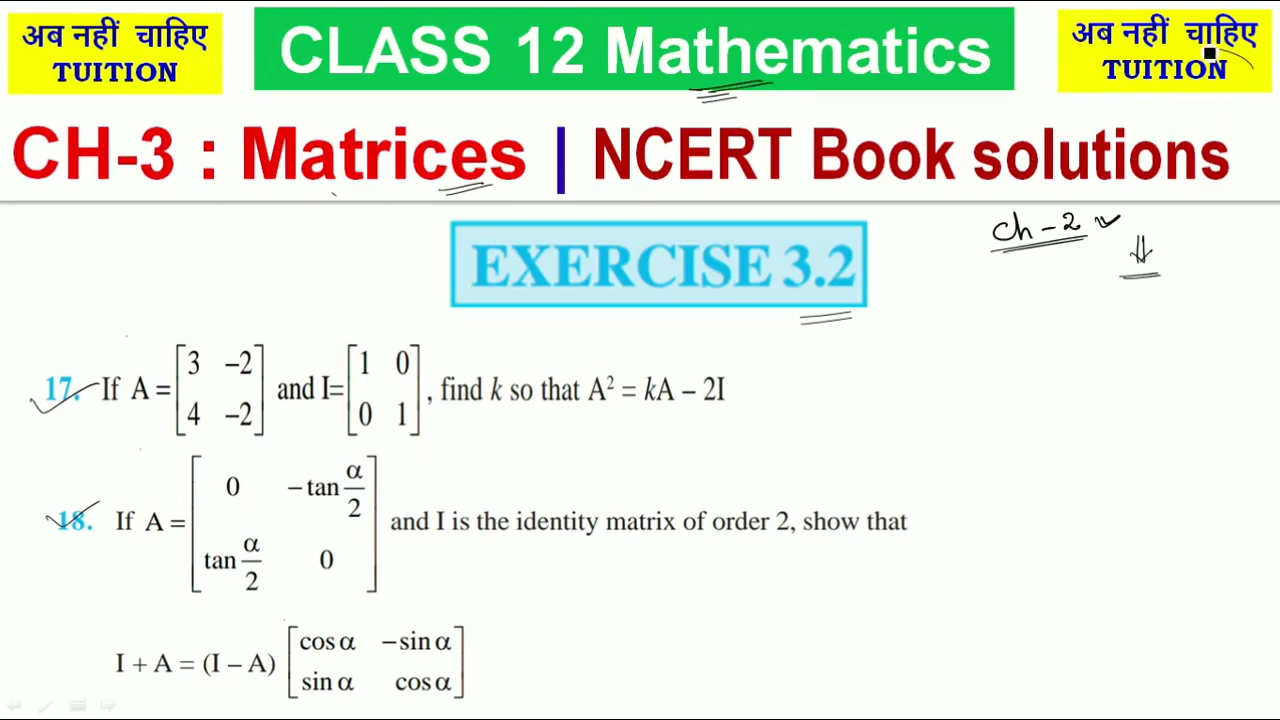 अब नहीं चाहिए
TUITION
CLASS 12 Mathematics
अब नहीं चाहिए
TUITION
CH-3 : Matrices | NCERT Book solutions
Ch-2
EXERCISE 3.2
17. If A = [3 –2; 4 –2] and I= [1 0; 0 1], find k so that A² = kA – 2I
18. If A = [0 –tan α/2; tan α/2 0] and I is the identity matrix of order 2, show that
I + A = (I – A) [cos α –sin α; sin α cos α]